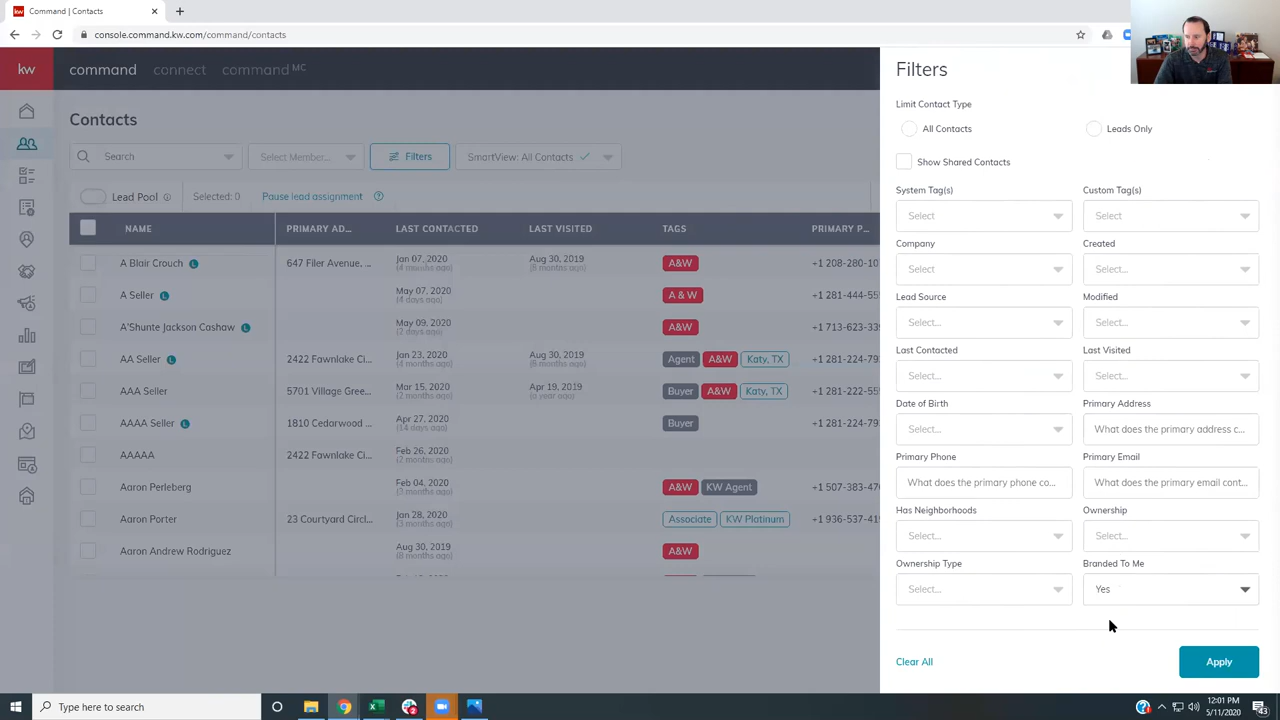 kw Command | Contacts
console.command.kw.com/command/contacts
kw command connect command MC
Contacts
Search Select Member... Filters SmartView: All Contacts
Lead Pool Selected: 0 Pause lead assignment
NAME PRIMARY AD... LAST CONTACTED LAST VISITED TAGS PRIMARY P...
A Blair Crouch L 647 Filer Avenue, ... Jan 07, 2020 Aug 30, 2019 A&W +1 208-280-10
(4 months ago) (8 months ago)
A Seller L May 07, 2020 A & W +1 281-444-55
(4 days ago)
A'Shunte Jackson Cashaw L May 09, 2020 A&W +1 713-623-33
(2 days ago)
AA Seller L 2422 Fawnlake Ci... Jan 23, 2020 Aug 30, 2019 Agent A&W Katy, TX +1 281-224-79
(4 months ago) (8 months ago)
AAA Seller 5701 Village Gree... Mar 15, 2020 Apr 19, 2019 Buyer A&W Katy, TX +1 281-222-55
(2 months ago) (a year ago)
AAAA Seller L 1810 Cedarwood ... Apr 27, 2020 Buyer +1 281-224-79
(14 days ago)
AAAAA 2422 Fawnlake Ci... Feb 26, 2020
(2 months ago)
Aaron Perleberg Feb 04, 2020 A&W KW Agent +1 507-383-47
(3 months ago)
Aaron Porter 23 Courtyard Circl... Jan 28, 2020 Associate KW Platinum +1 936-537-41
(3 months ago)
Aaron Andrew Rodriguez Aug 30, 2019 A&W
(8 months ago)
Filters
Limit Contact Type
All Contacts Leads Only
Show Shared Contacts
System Tag(s) Custom Tag(s)
Select Select
Company Created
Select Select...
Lead Source Modified
Select... Select...
Last Contacted Last Visited
Select... Select...
Date of Birth Primary Address
Select... What does the primary address c...
Primary Phone Primary Email
What does the primary phone co... What does the primary email cont...
Has Neighborhoods Ownership
Select... Select...
Ownership Type Branded To Me
Select... Yes
Clear All Apply
Type here to search
12:01 PM
5/11/2020
43